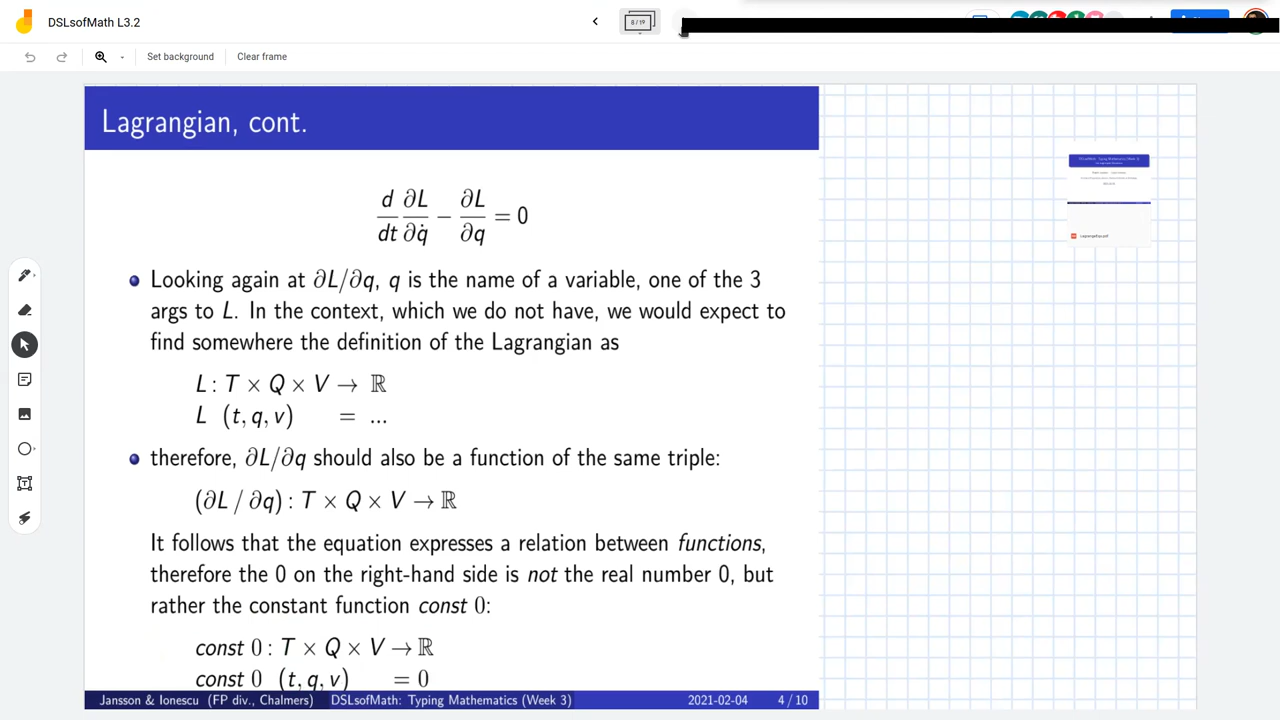 DSLsofMath L3.2
8 / 19
Set background
Clear frame
Lagrangian, cont.
d/dt ∂L/∂q̇ − ∂L/∂q = 0
Looking again at ∂L/∂q, q is the name of a variable, one of the 3
args to L. In the context, which we do not have, we would expect to
find somewhere the definition of the Lagrangian as
L : T × Q × V → ℝ
L (t, q, v) = ...
therefore, ∂L/∂q should also be a function of the same triple:
(∂L / ∂q) : T × Q × V → ℝ
It follows that the equation expresses a relation between functions,
therefore the 0 on the right-hand side is not the real number 0, but
rather the constant function const 0:
const 0 : T × Q × V → ℝ
const 0 (t, q, v) = 0
Jansson & Ionescu (FP div., Chalmers)
DSLsofMath: Typing Mathematics (Week 3)
2021-02-04
4 / 10